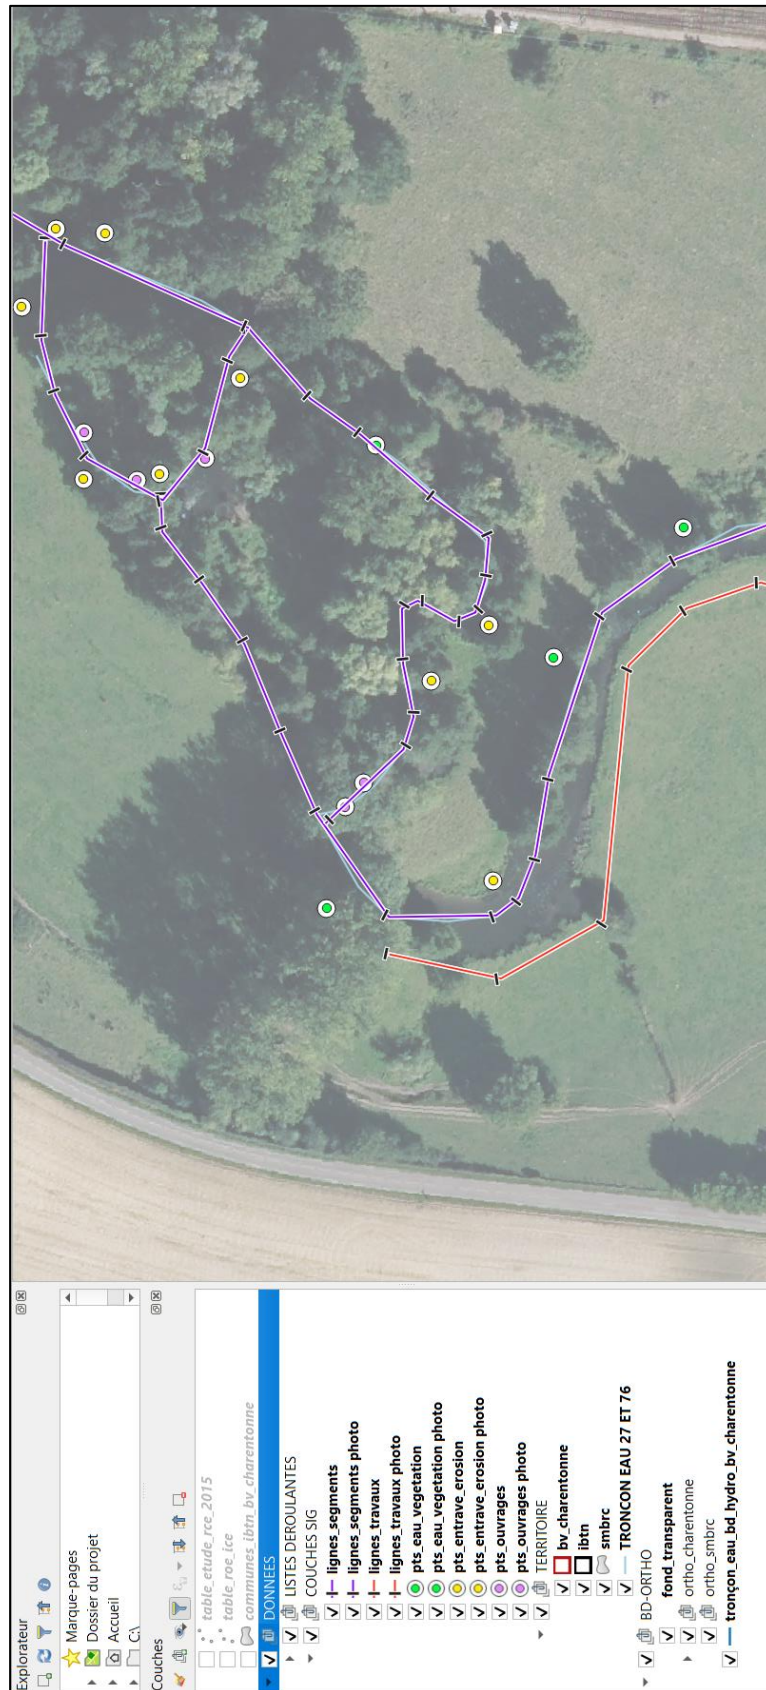 Explorateur
Marque-pages
Dossier du projet
Accueil
C:\
Couches
table_etude_rce_2015
table_roe_ice
communes_ibtn_bv_charentonne
DONNEES
LISTES DEROULANTES
COUCHES SIG
lignes_segments
lignes_segments photo
lignes_travaux
lignes_travaux photo
pts_eau_vegetation
pts_eau_vegetation photo
pts_entrave_erosion
pts_entrave_erosion photo
pts_ouvrages
pts_ouvrages photo
TERRITOIRE
bv_charentonne
ibtn
smbrc
TRONCON EAU 27 ET 76
BD-ORTHO
fond_transparent
ortho_charentonne
ortho_smbrc
tronçon_eau_bd_hydro_bv_charentonne